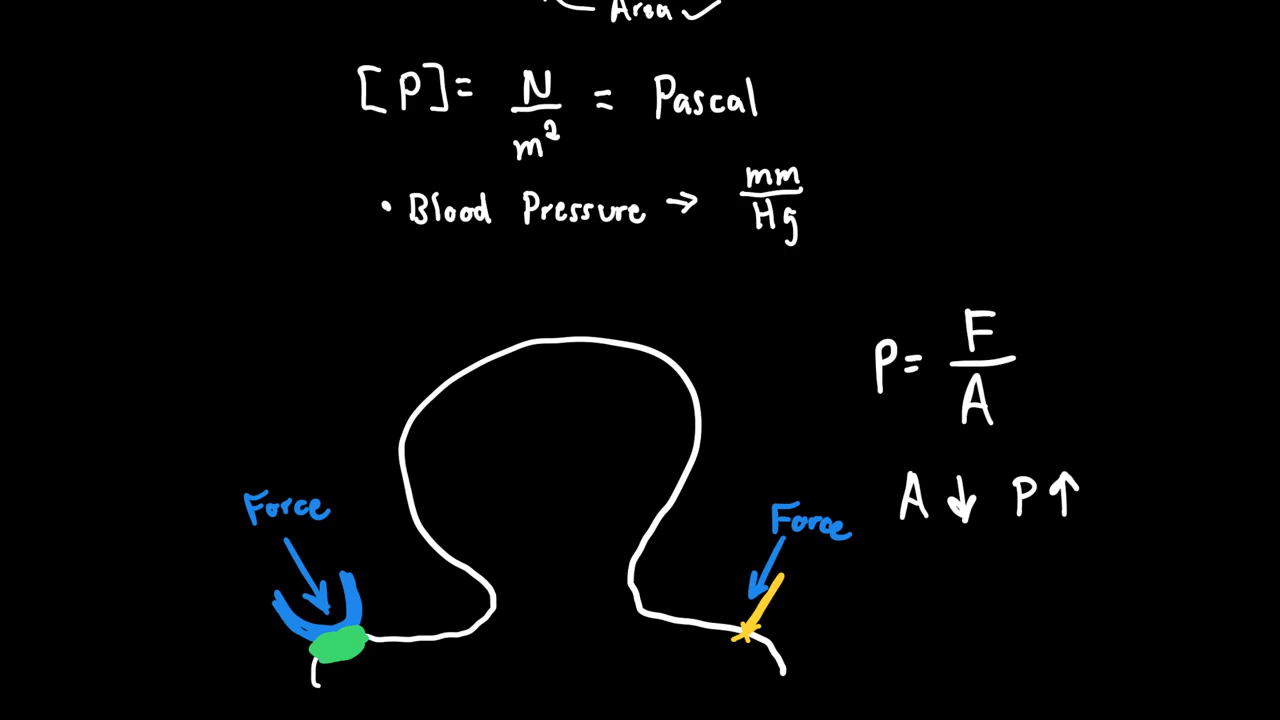 Area ✓
[P] = N/m² = Pascal
• Blood Pressure → mm/Hg
P = F/A
A ↓ P ↑
Force
Force